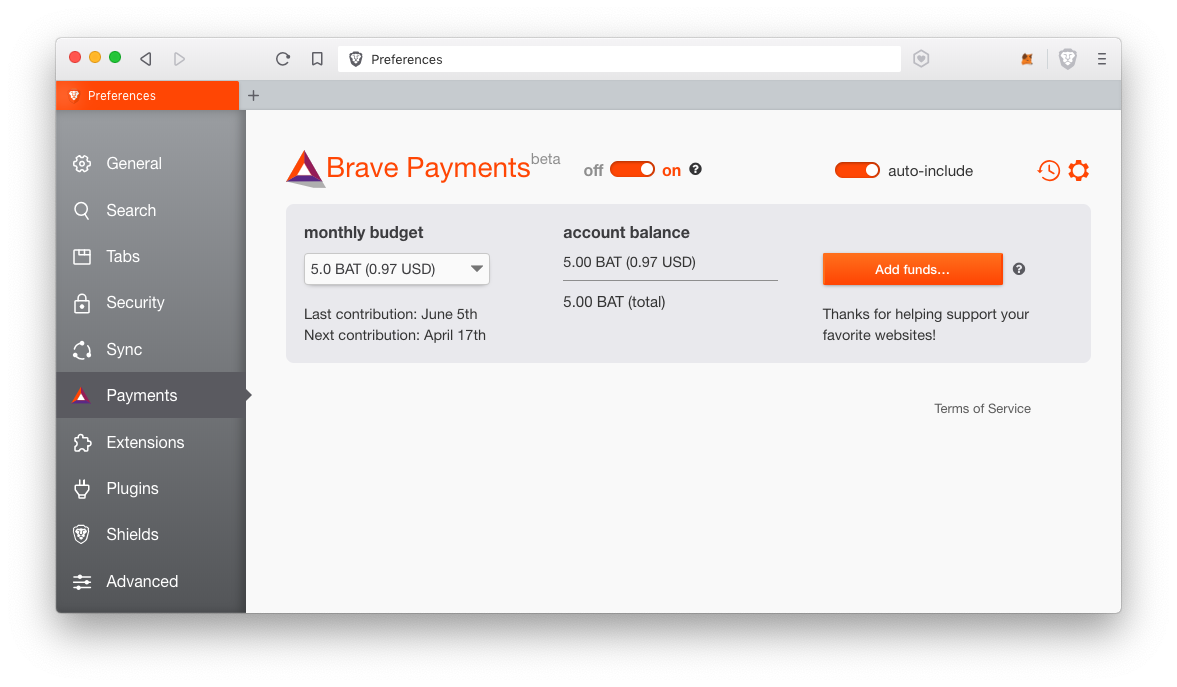 Preferences
Preferences
General
Search
Tabs
Security
Sync
Payments
Extensions
Plugins
Shields
Advanced
Brave Payments beta
off on
auto-include
monthly budget
5.0 BAT (0.97 USD)
Last contribution: June 5th
Next contribution: April 17th
account balance
5.00 BAT (0.97 USD)
5.00 BAT (total)
Add funds...
Thanks for helping support your
favorite websites!
Terms of Service